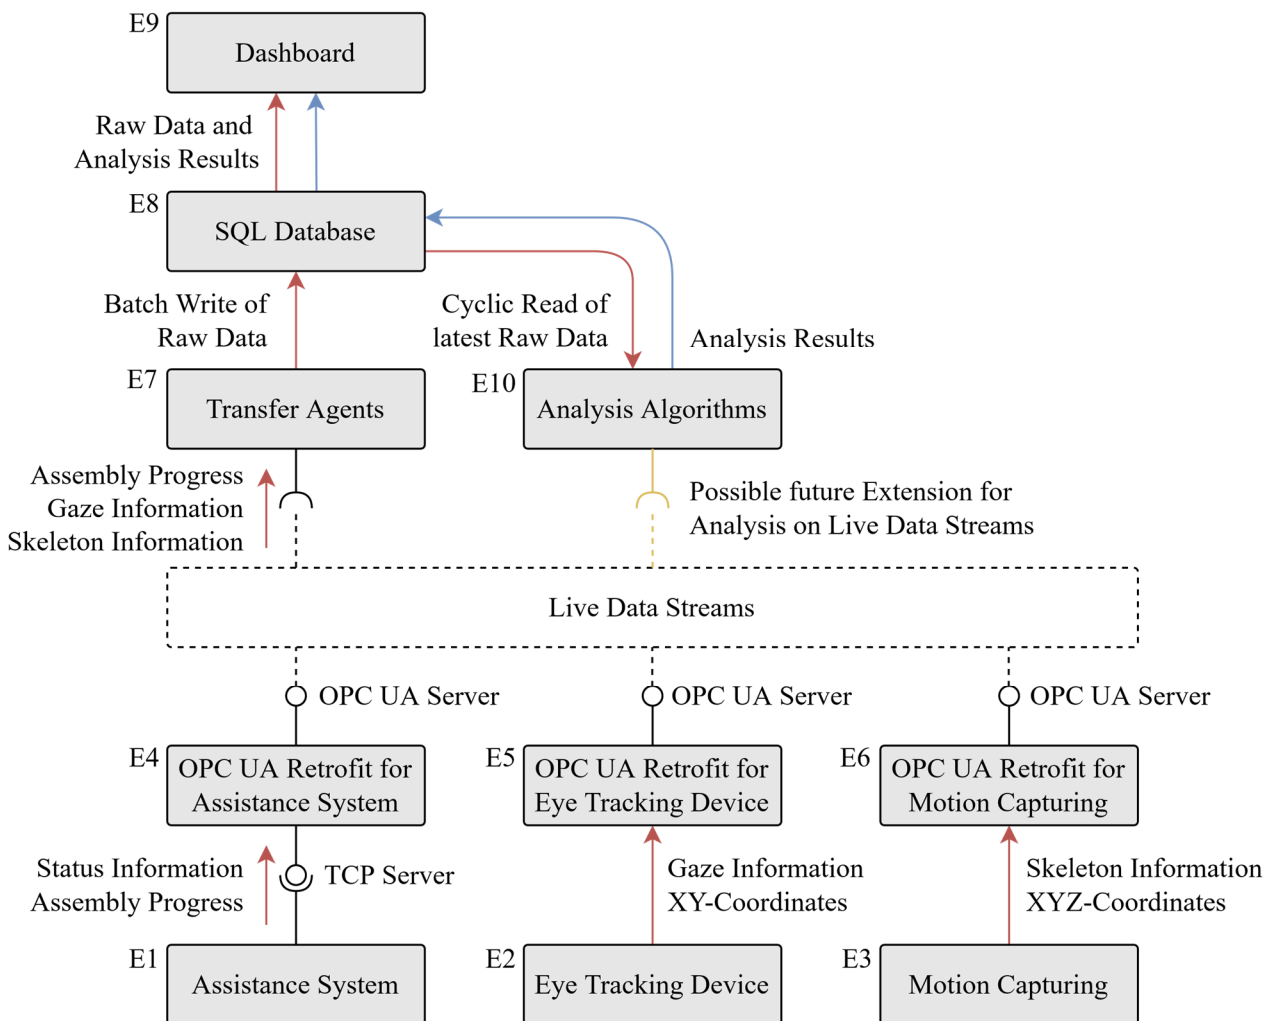 E9
Dashboard
Raw Data and
Analysis Results
E8
SQL Database
Batch Write of
Raw Data
Cyclic Read of
latest Raw Data
Analysis Results
E7
Transfer Agents
E10
Analysis Algorithms
Assembly Progress
Gaze Information
Skeleton Information
Possible future Extension for
Analysis on Live Data Streams
Live Data Streams
OPC UA Server
OPC UA Server
OPC UA Server
E4
OPC UA Retrofit for
Assistance System
E5
OPC UA Retrofit for
Eye Tracking Device
E6
OPC UA Retrofit for
Motion Capturing
Status Information
Assembly Progress
TCP Server
Gaze Information
XY-Coordinates
Skeleton Information
XYZ-Coordinates
E1
Assistance System
E2
Eye Tracking Device
E3
Motion Capturing